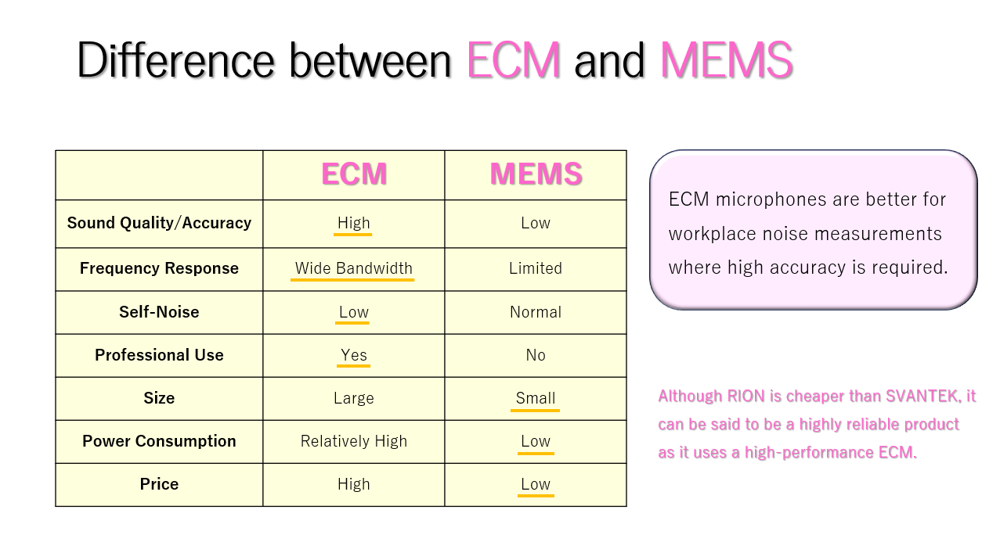 Difference between ECM and MEMS
ECM MEMS
Sound Quality/Accuracy High Low
Frequency Response Wide Bandwidth Limited
Self-Noise Low Normal
Professional Use Yes No
Size Large Small
Power Consumption Relatively High Low
Price High Low
ECM microphones are better for
workplace noise measurements
where high accuracy is required.
Although RION is cheaper than SVANTEK, it
can be said to be a highly reliable product
as it uses a high-performance ECM.